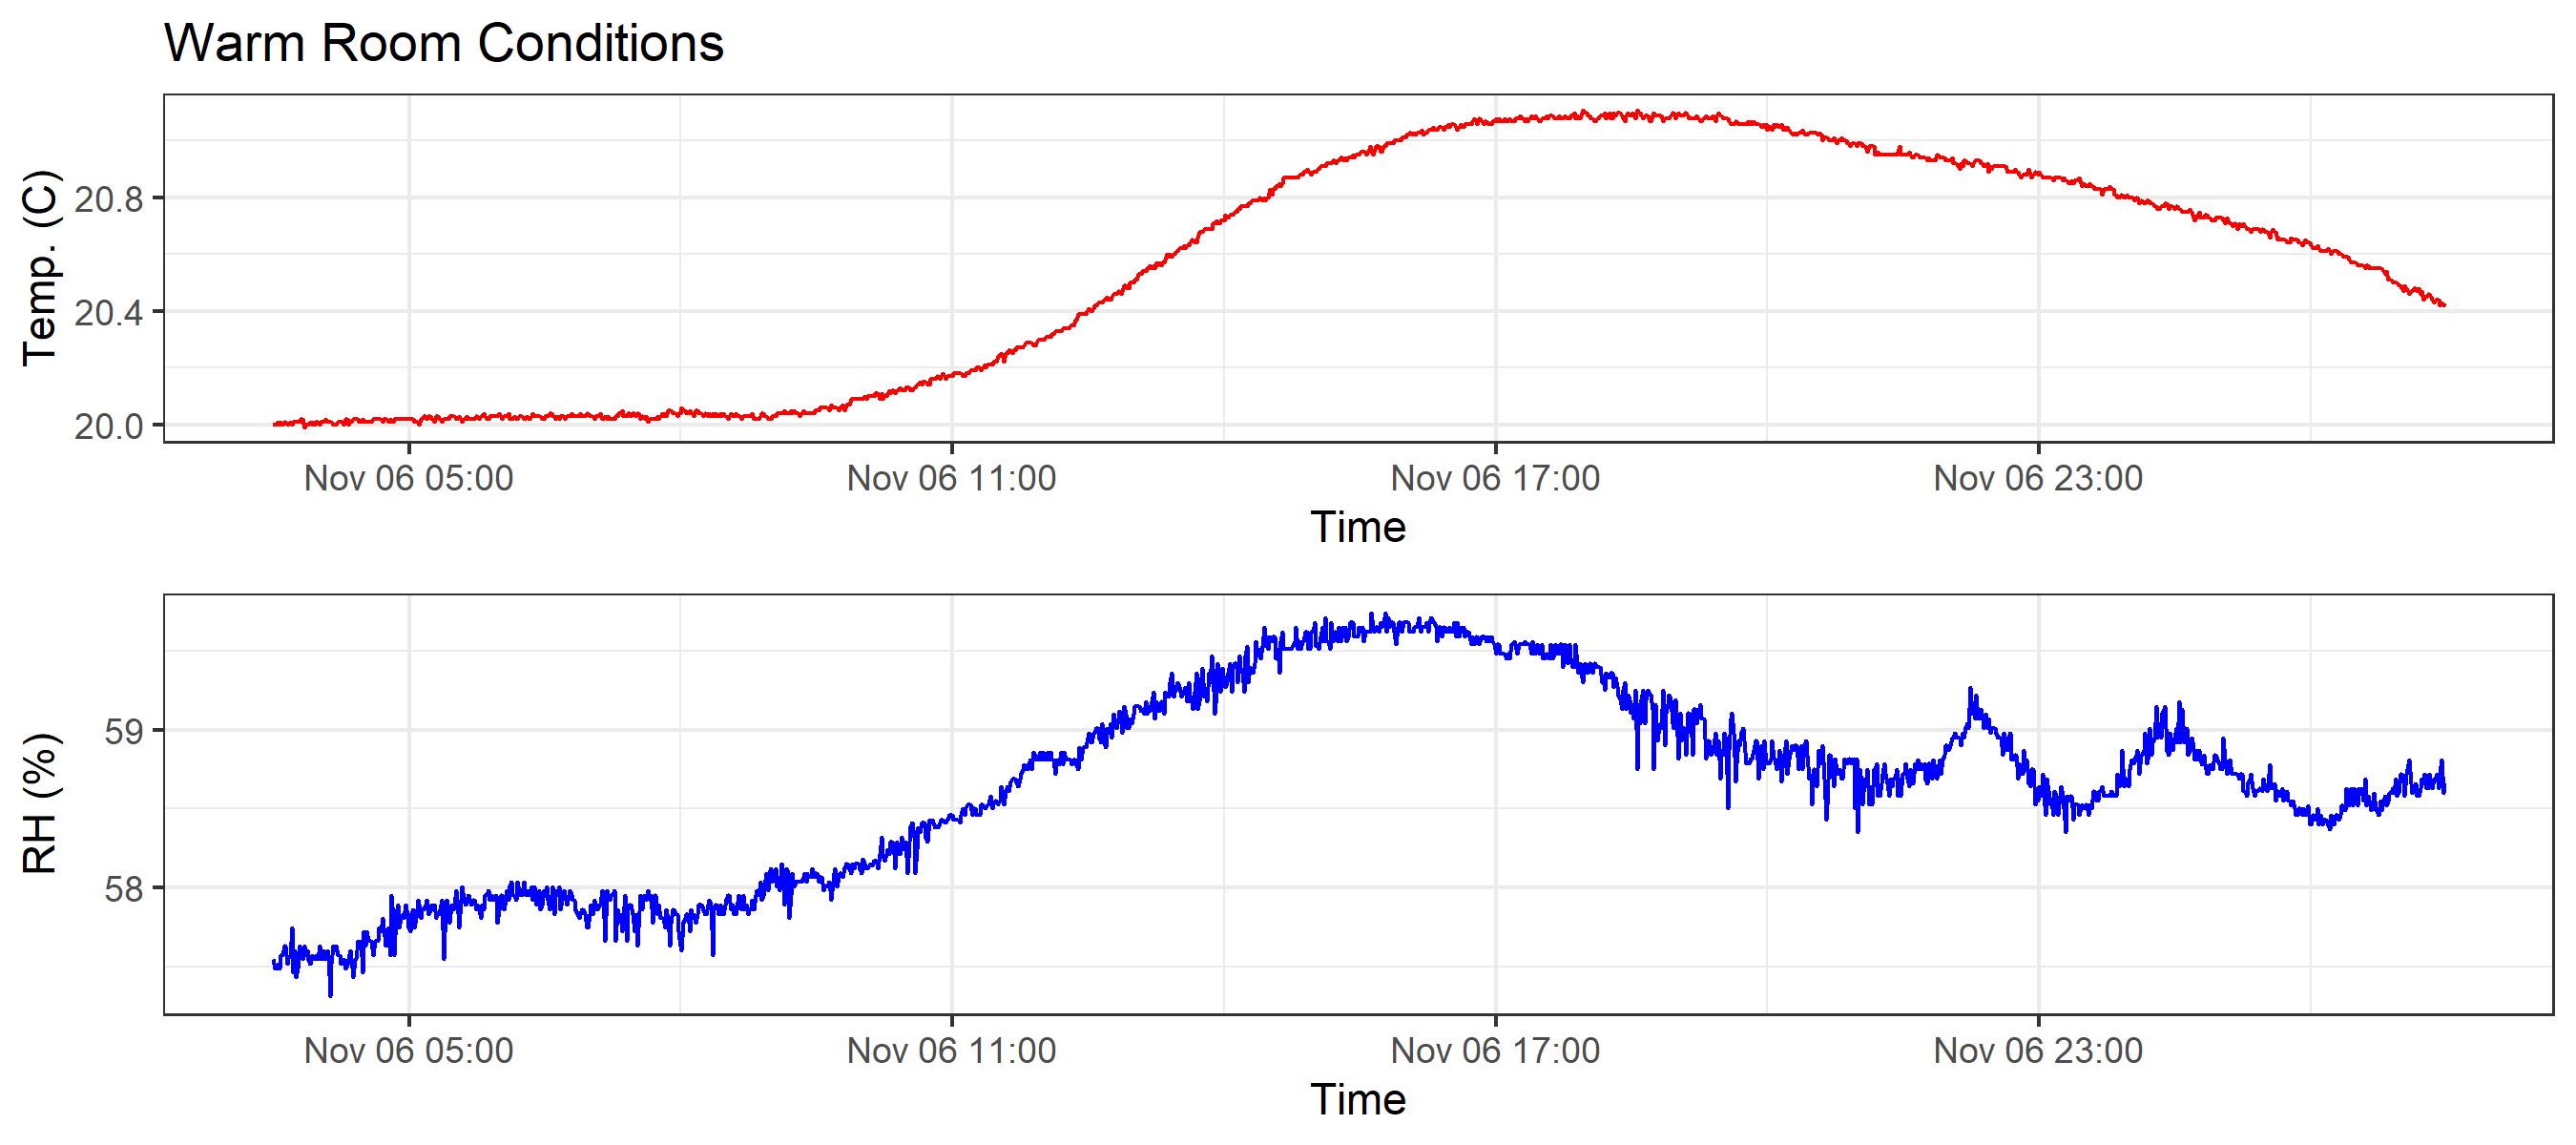 Warm Room Conditions
Temp. (C)
20.8
20.4
20.0
Nov 06 05:00 Nov 06 11:00 Nov 06 17:00 Nov 06 23:00
Time
RH (%)
59
58
Nov 06 05:00 Nov 06 11:00 Nov 06 17:00 Nov 06 23:00
Time